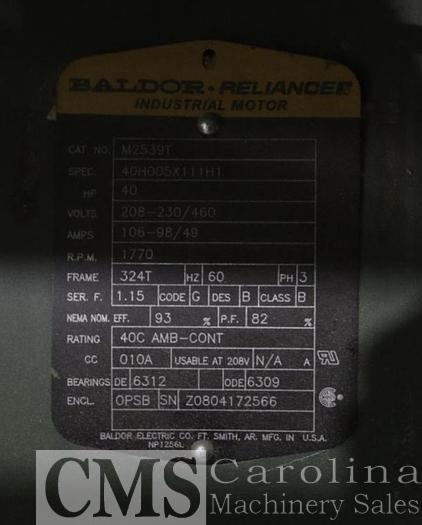 BALDOR • RELIANCE
INDUSTRIAL MOTOR
CAT. NO. M2539T
SPEC. 40H005X111H1
HP 40
VOLTS 208-230/460
AMPS 106-98/49
R.P.M. 1770
FRAME 324T HZ 60 PH 3
SER. F. 1.15 CODE G DES B CLASS B
NEMA NOM. EFF. 93 % P.F. 82 %
RATING 40C AMB-CONT
CC 010A USABLE AT 208V N/A A
BEARINGS DE 6312 ODE 6309
ENCL. OPSB SN Z0804172566
BALDOR ELECTRIC CO. FT. SMITH, AR. MFG. IN U.S.A.
NP1256L
CMS Carolina
Machinery Sales